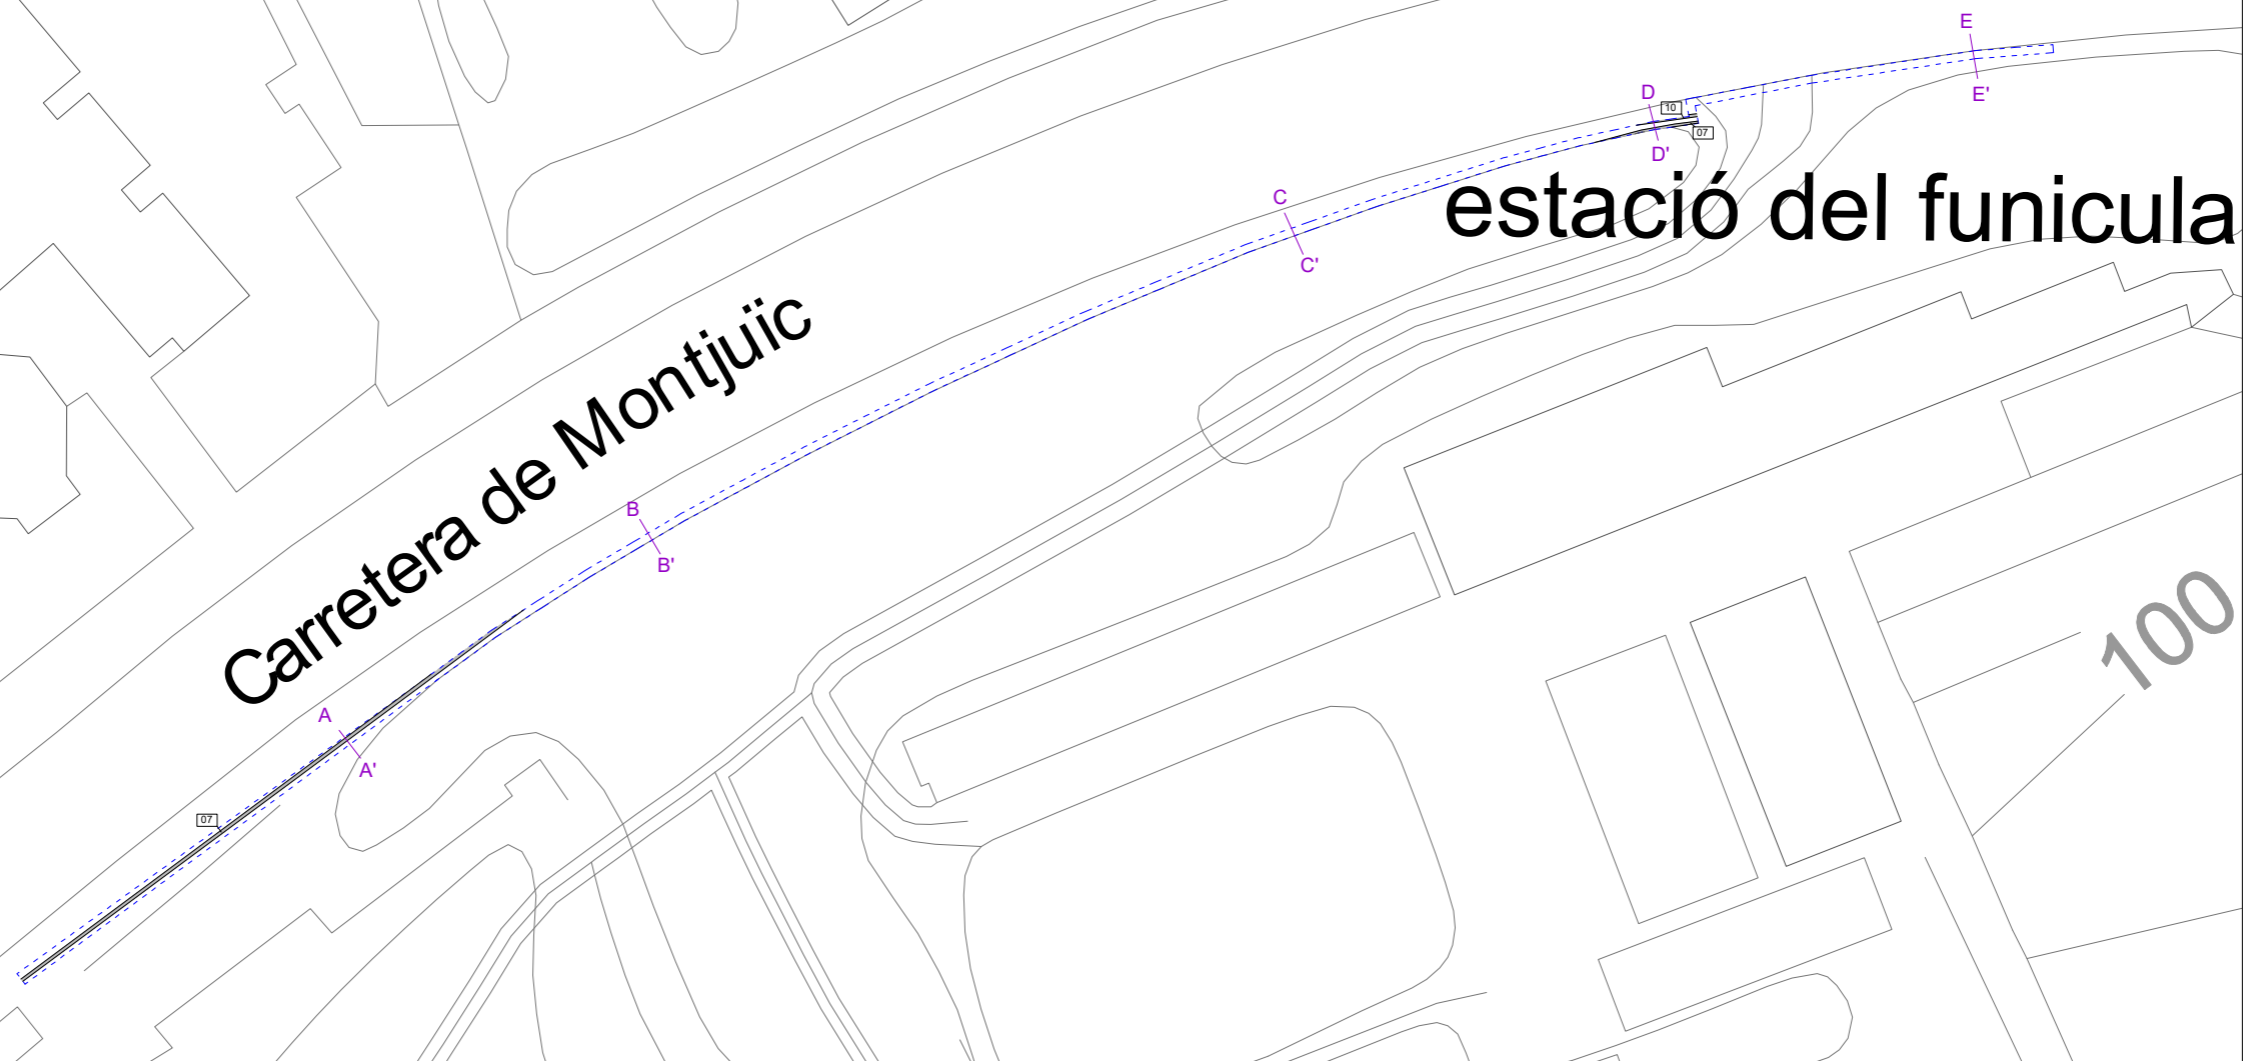 E
E'
D
10
07
D'
estació del funicula
C
C'
Carretera de Montjuïc
B
B'
100
A
A'
07